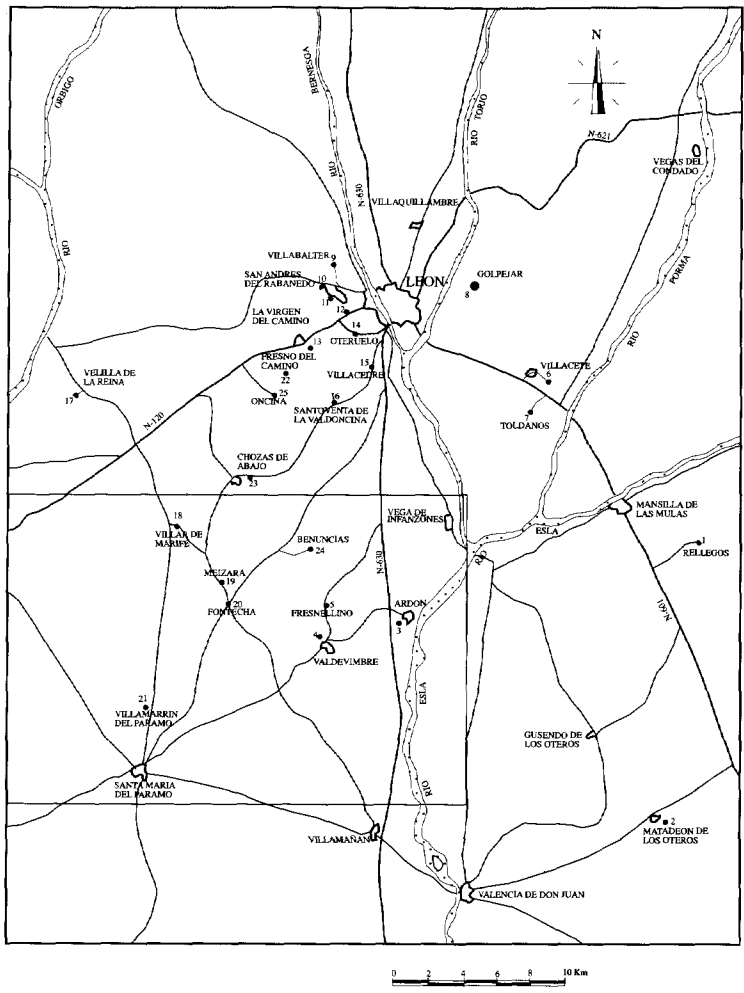 N
ORBIGO
RIO
BERNESGA
RIO
N-630
RIO TORIO
N-621
VEGAS DEL
CONDADO
VILLAQUILLAMBRE
VILLABALTER
9
SAN ANDRES
DEL RABANEDO
10
11
LEON
GOLPEJAR
8
LA VIRGEN
DEL CAMINO
12
14
OTERUELO
13
FRESNO DEL
CAMINO
22
15
VILLACEDRE
PORMA
RIO
VILLACETE
6
VELILLA DE
LA REINA
17
25
ONCINA
16
SANTOVENTA DE
LA VALDONCINA
7
TOLDANOS
N-120
CHOZAS DE
ABAJO
23
VEGA DE
INFANZONES
MANSILLA DE
LAS MULAS
ESLA
RIO
18
VILLAR DE
MARIFE
BENUNCIAS
24
1
RELLEGOS
N-630
MEIZARA
19
20
FONTECHA
5
FRESNELLINO
ARDON
3
4
VALDEVIMBRE
N-601
21
VILLAMARRIN
DEL PARAMO
ESLA
RIO
GUSENDO DE
LOS OTEROS
SANTA MARIA
DEL PARAMO
2
MATADEON DE
LOS OTEROS
VILLAMAÑAN
VALENCIA DE DON JUAN
0 2 4 6 8 10 Km